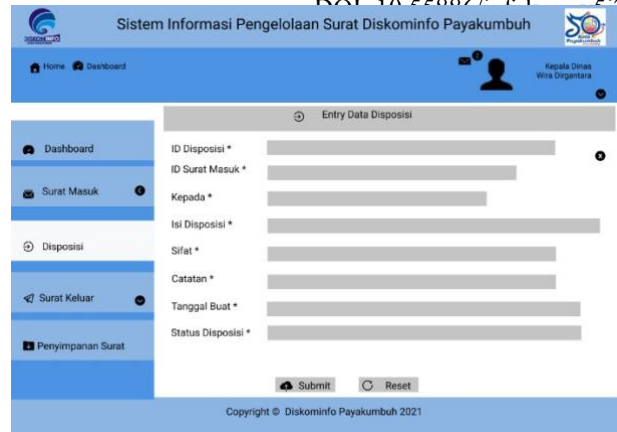 Sistem Informasi Pengelolaan Surat Diskominfo Payakumbuh
Home Dashboard
Kepala Dinas
Wira Dirgantara
Entry Data Disposisi
Dashboard
Surat Masuk
Disposisi
Surat Keluar
Penyimpanan Surat
ID Disposisi *
ID Surat Masuk *
Kepada *
Isi Disposisi *
Sifat *
Catatan *
Tanggal Buat *
Status Disposisi *
Submit Reset
Copyright © Diskominfo Payakumbuh 2021